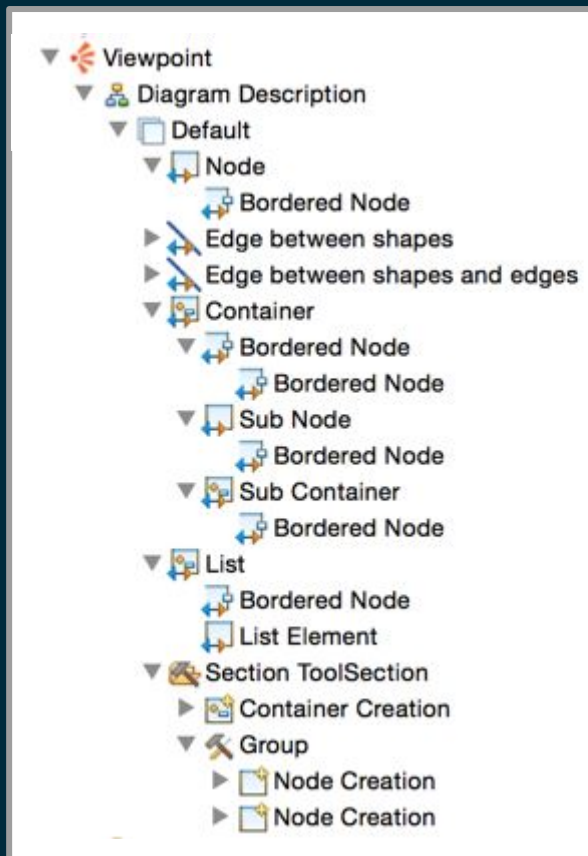 Viewpoint
Diagram Description
Default
Node
Bordered Node
Edge between shapes
Edge between shapes and edges
Container
Bordered Node
Bordered Node
Sub Node
Bordered Node
Sub Container
Bordered Node
List
Bordered Node
List Element
Section ToolSection
Container Creation
Group
Node Creation
Node Creation